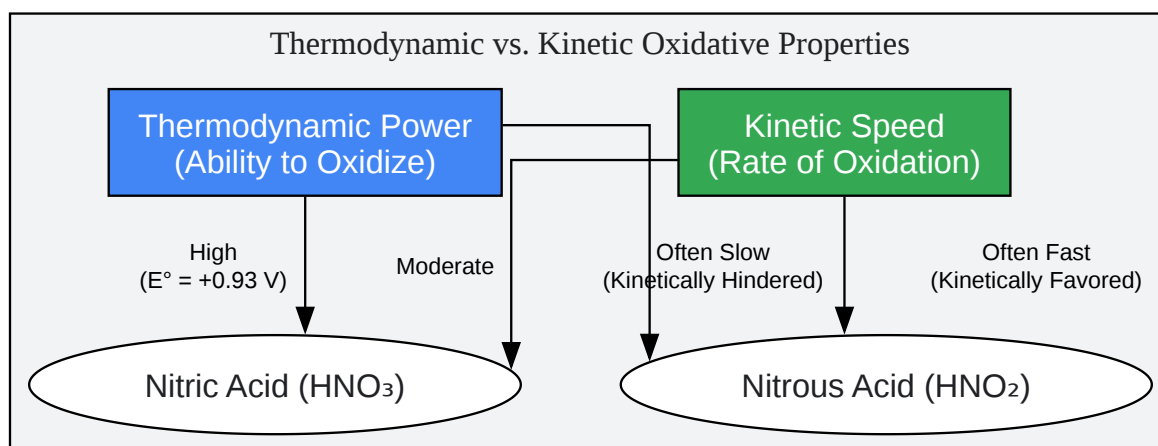 Thermodynamic vs. Kinetic Oxidative Properties
Thermodynamic Power
(Ability to Oxidize)
Kinetic Speed
(Rate of Oxidation)
High
(E° = +0.93 V)
Moderate
Often Slow
(Kinetically Hindered)
Often Fast
(Kinetically Favored)
Nitric Acid (HNO₃)
Nitrous Acid (HNO₂)